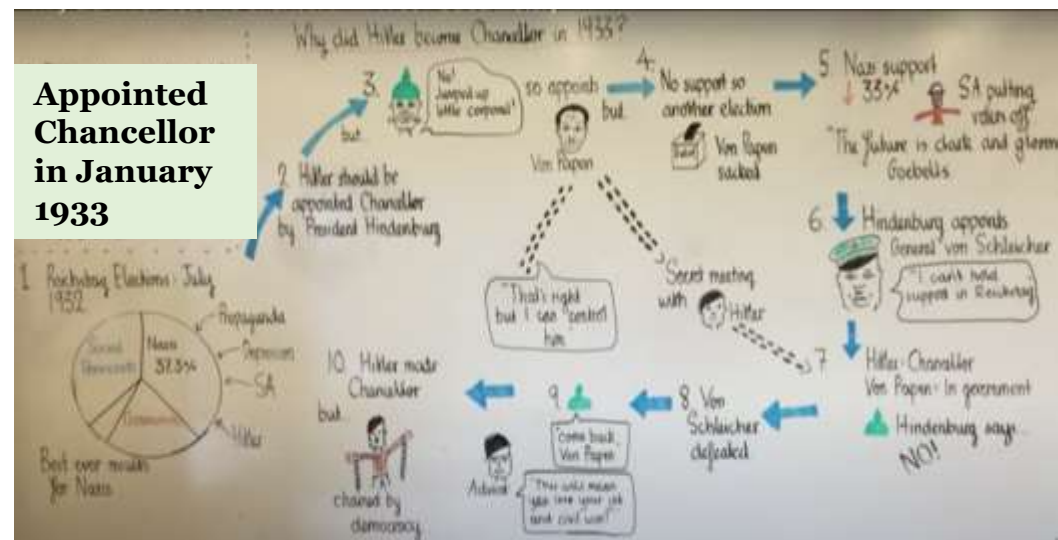 Why did Hitler become Chancellor in 1933?
Appointed
Chancellor
in January
1933
1. Reichstag Elections - July
1932
Social
Democrats
Nazis
37.3%
Communists
Propaganda
Depression
SA
Hitler
Best ever results
for Nazis
2. Hitler should be
appointed Chancellor
by President Hindenburg
but...
3.
No!
Jumped up
little corporal"
so appoints
Von Papen
but...
"That's right
but I can control
him
Secret meeting
with
Hitler
4.
No support so
another election
Von Papen
sacked
5. Nazi support
33%
SA putting
voters off"
"The future is dark and gloomy
Goebbels
6. Hindenburg appoints
General von Schleicher
"I can't hold
support in Reichstag
7.
Hitler - Chancellor
Von Papen - In government
Hindenburg says...
NO!
8. Von
Schleicher
defeated
9.
"come back
Von Papen
Advisor
"This will mean
you lose your job
and civil war!"
10. Hitler made
Chancellor
but...
chained by
democracy